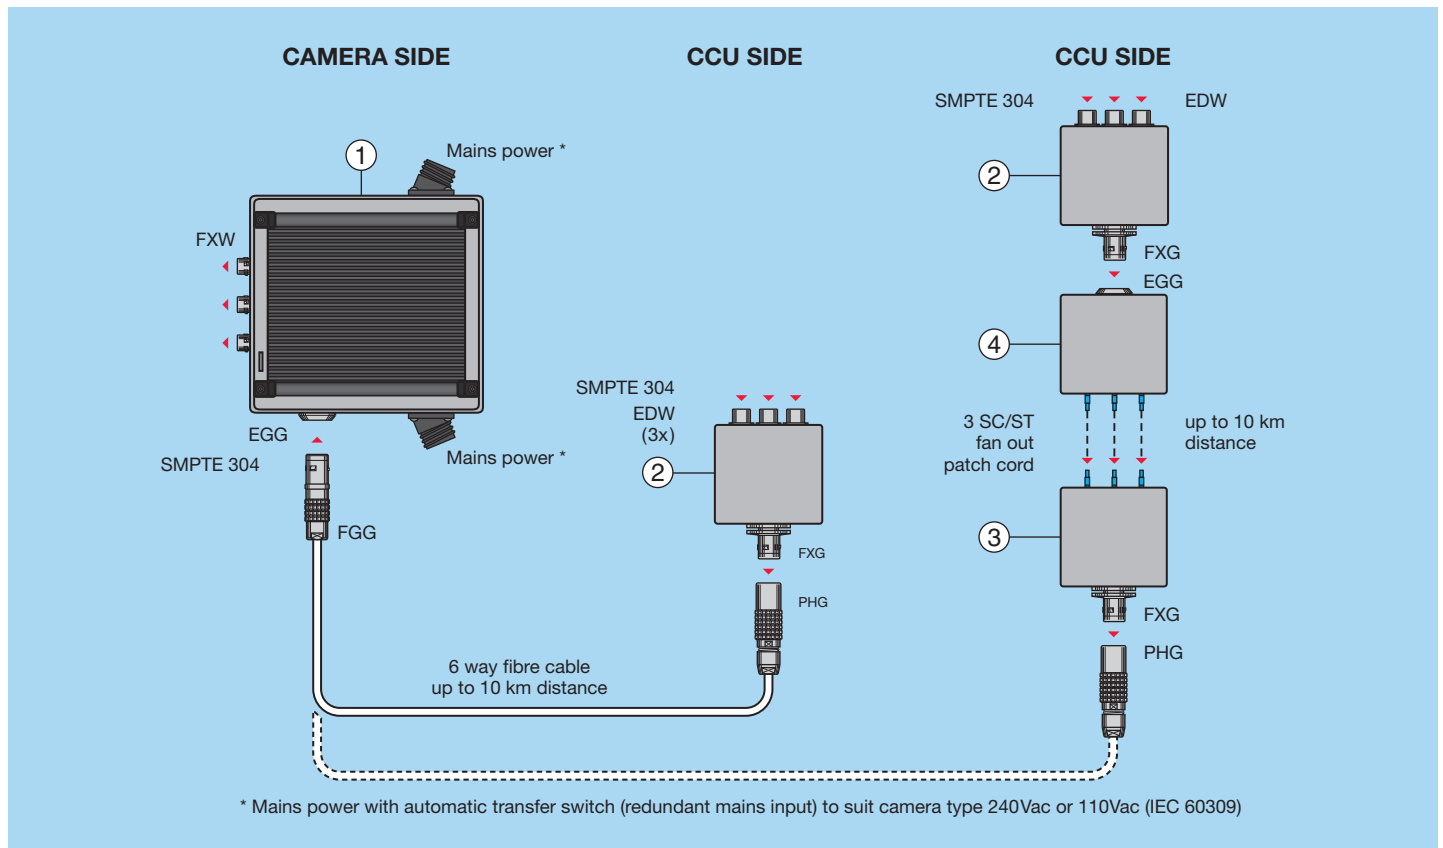 CAMERA SIDE
CCU SIDE
CCU SIDE
SMPTE 304
EDW
1
Mains power *
2
FXW
FXG
EGG
4
SMPTE 304
EDW
(3x)
3 SC/ST
fan out
patch cord
up to 10 km
distance
EGG
Mains power *
SMPTE 304
2
FGG
3
FXG
PHG
FXG
PHG
6 way fibre cable
up to 10 km distance
* Mains power with automatic transfer switch (redundant mains input) to suit camera type 240Vac or 110Vac (IEC 60309)